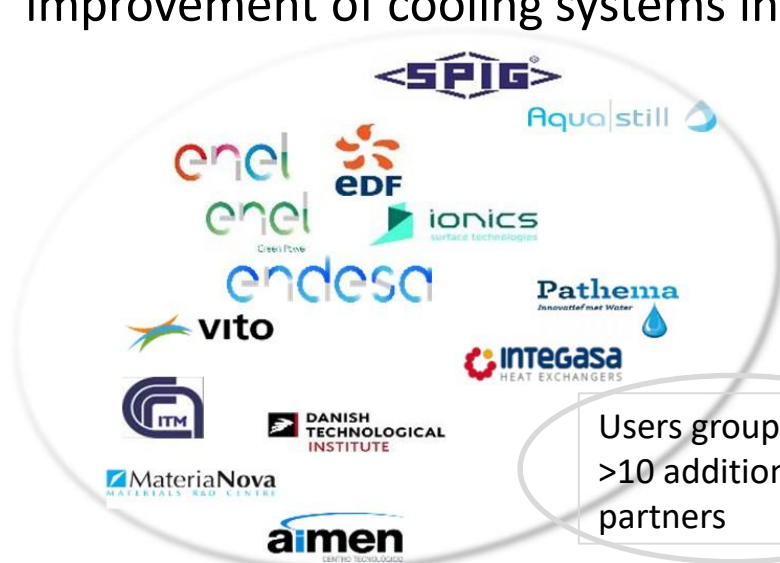 improvement of cooling systems in
SPIG®
Aqua|still
enel
eDF
enel
Green Power
ionics
surface technologies
endesa
Pathema
Innovatief met Water
vito
INTEGASA
HEAT EXCHANGERS
ITM
DANISH
TECHNOLOGICAL
INSTITUTE
Users group
>10 addition
partners
MateriaNova
MATERIALS R&D CENTRE
aimen
CENTRO TECNOLÓGICO